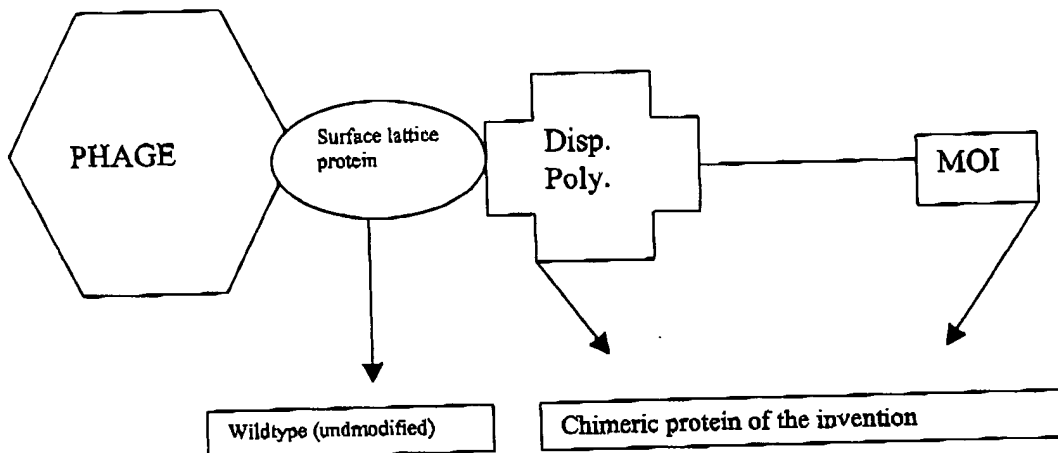 PHAGE
Surface lattice
protein
Disp.
Poly.
MOI
Wildtype (undmodified)
Chimeric protein of the invention